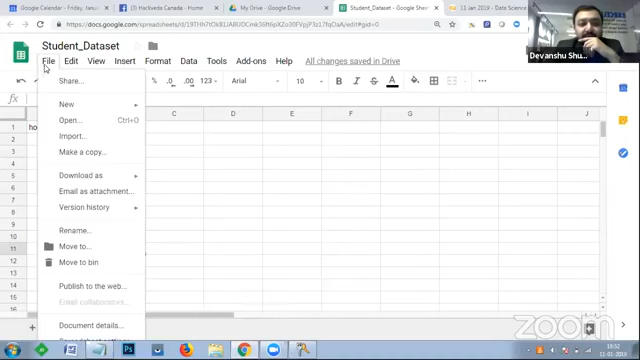 Google Calendar - Friday, Janu
(3) Hackveda Canada - Home
My Drive - Google Drive
Student_Dataset - Google Shee
11 Jan 2019 - Data Science
https://docs.google.com/spreadsheets/d/
Student_Dataset
File Edit View Insert Format Data Tools Add-ons Help All changes saved in Drive
% .0 .00 123 Arial 10 B I S A
fx
C D E F G H I J
1 ho
2
3
4
5
6
7
8
9
10
11
12
13
14
15
16
Share...
New
Open... Ctrl+O
Import...
Make a copy...
Download as
Email as attachment...
Version history
Rename...
Move to...
Move to bin
Publish to the web...
Email collaborators...
Document details...
Devanshu Shu...
zoom
18:52
11-01-2019